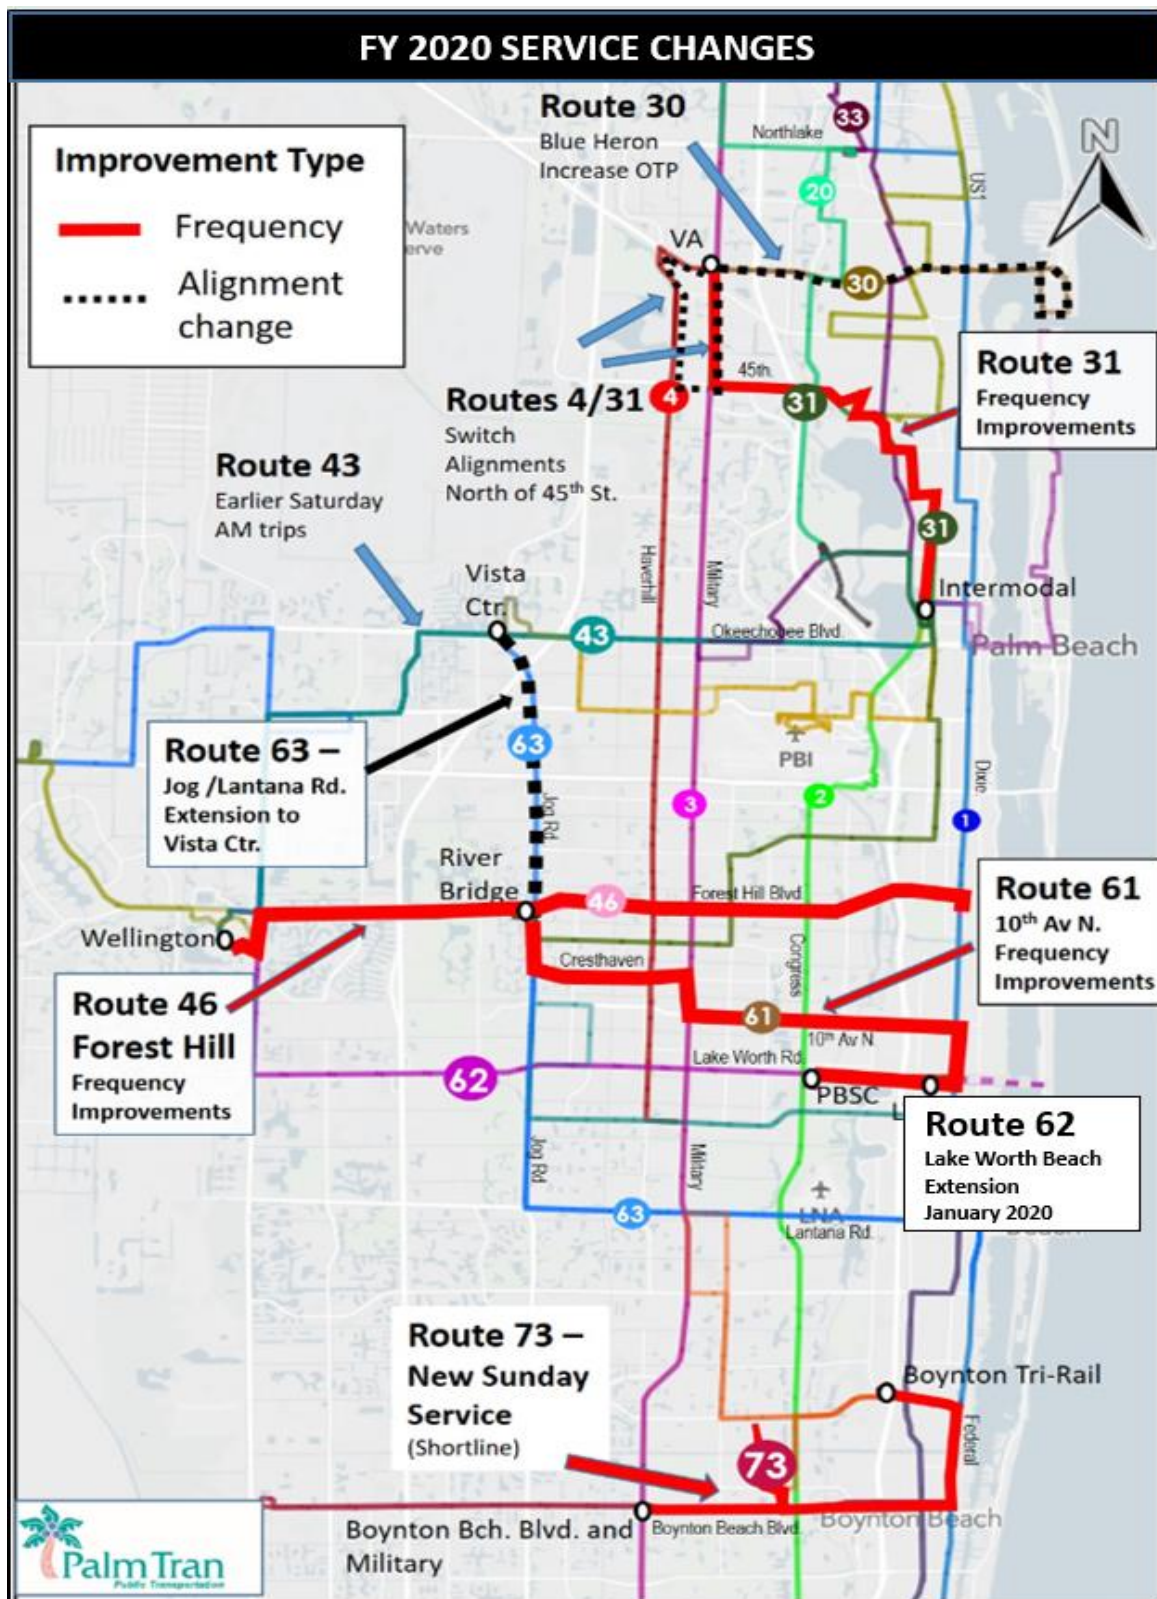 FY 2020 SERVICE CHANGES
Improvement Type
Frequency
Alignment
change
Route 30
Blue Heron
Increase OTP
33
Northlake
20
US1
N
Waters
erve
VA
30
Route 31
Frequency
Improvements
45th.
4
31
Routes 4/31
Switch
Alignments
North of 45th St.
Route 43
Earlier Saturday
AM trips
31
Haverhill
Military
Vista
Ctr.
Intermodal
43
Okeechobee Blvd.
Palm Beach
Route 63 –
Jog /Lantana Rd.
Extension to
Vista Ctr.
63
PBI
Dixie.
Jog Rd.
3
2
1
River
Bridge
46
Forest Hill Blvd.
Route 61
10th Av N.
Frequency
Improvements
Wellington
Cresthaven
Congress
Route 46
Forest Hill
Frequency
Improvements
61
10th Av N.
Lake Worth Rd.
62
PBSC
L
Route 62
Lake Worth Beach
Extension
January 2020
Jog Rd
Military
63
LNA
Lantana Rd.
Route 73 –
New Sunday
Service
(Shortline)
Boynton Tri-Rail
Federal
73
Boynton Bch. Blvd. and
Military
Boynton Beach Blvd.
Boynton Beach
Palm Tran
Public Transportation